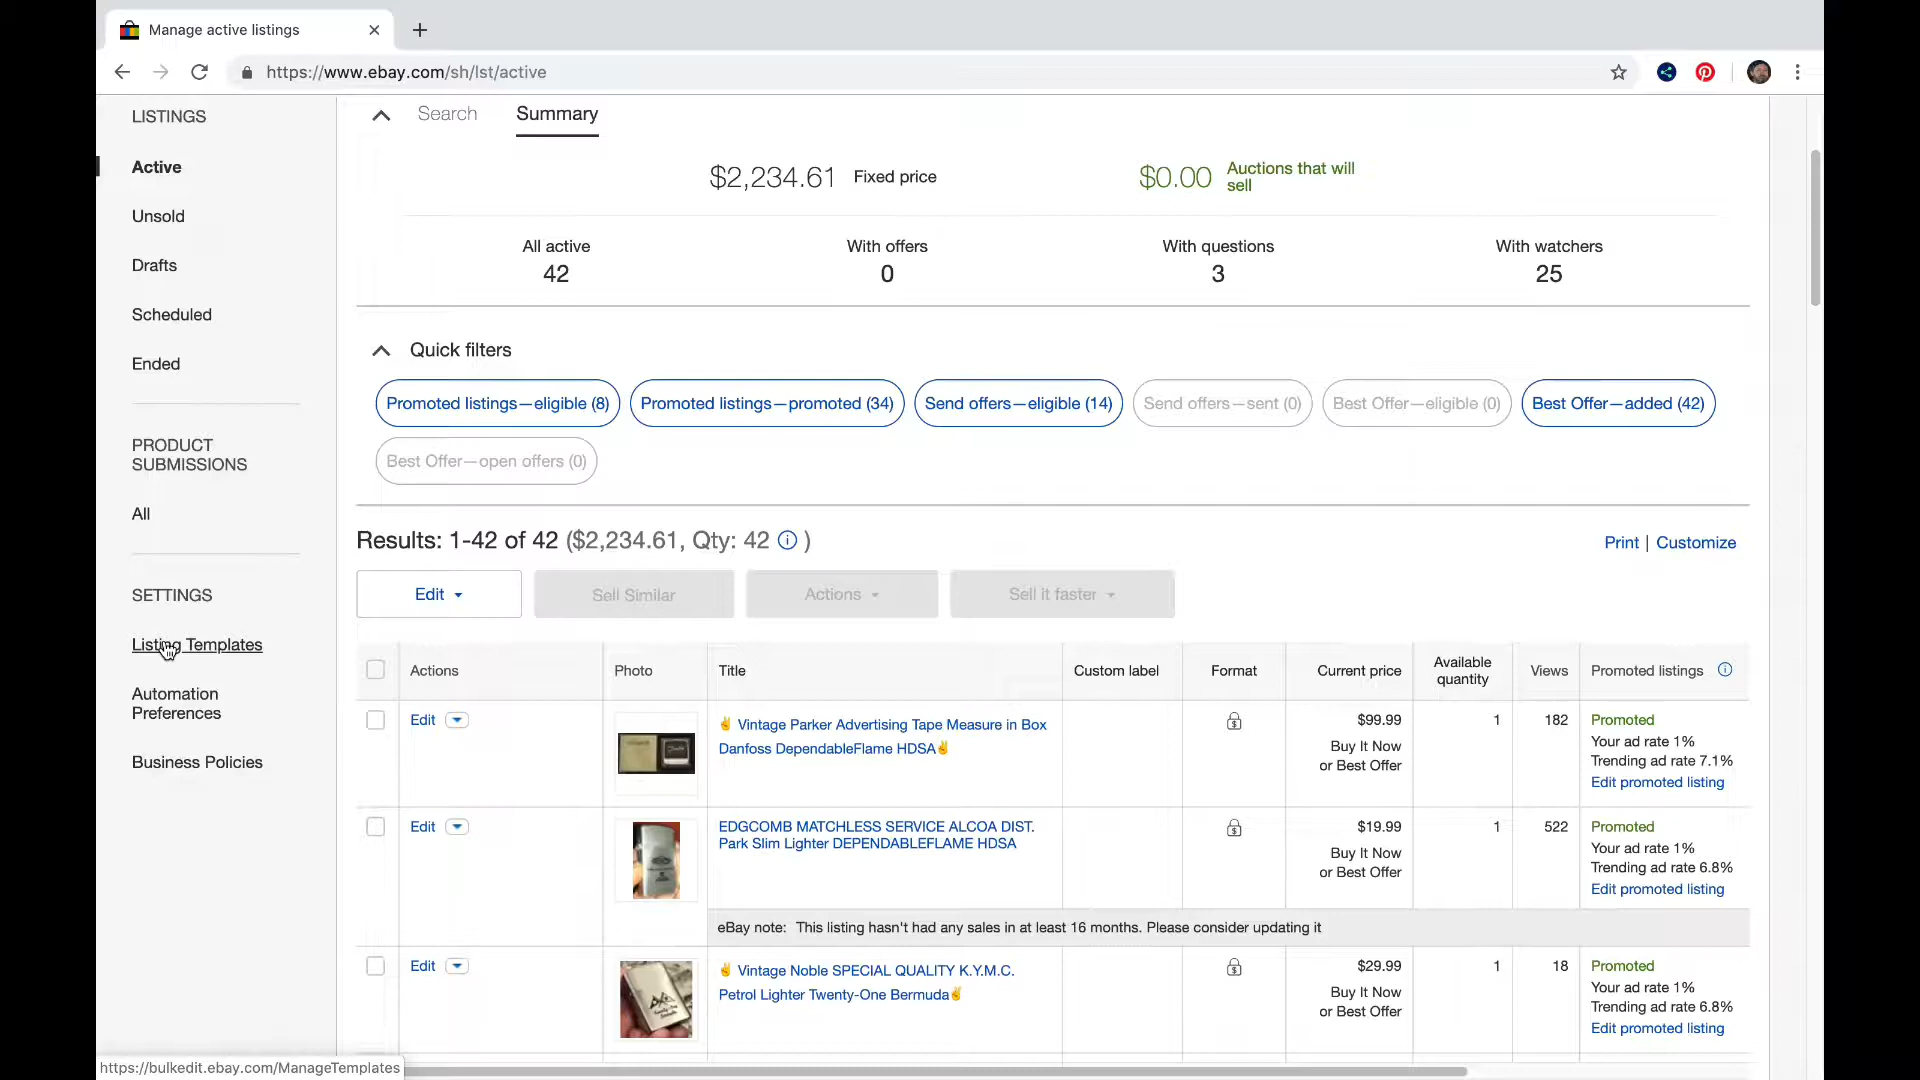 Manage active listings
https://www.ebay.com/sh/lst/active
LISTINGS
Active
Unsold
Drafts
Scheduled
Ended
PRODUCT
SUBMISSIONS
All
SETTINGS
Listing Templates
Automation
Preferences
Business Policies
Search
Summary
$2,234.61 Fixed price
$0.00 Auctions that will
sell
All active
42
With offers
0
With questions
3
With watchers
25
Quick filters
Promoted listings—eligible (8)
Promoted listings—promoted (34)
Send offers—eligible (14)
Send offers—sent (0)
Best Offer—eligible (0)
Best Offer—added (42)
Best Offer—open offers (0)
Results: 1-42 of 42 ($2,234.61, Qty: 42 )
Print | Customize
Edit
Sell Similar
Actions
Sell it faster
Actions
Photo
Title
Custom label
Format
Current price
Available
quantity
Views
Promoted listings
Edit
✌ Vintage Parker Advertising Tape Measure in Box
Danfoss DependableFlame HDSA✌
$99.99
Buy It Now
or Best Offer
1
182
Promoted
Your ad rate 1%
Trending ad rate 7.1%
Edit promoted listing
Edit
EDGCOMB MATCHLESS SERVICE ALCOA DIST.
Park Slim Lighter DEPENDABLEFLAME HDSA
$19.99
Buy It Now
or Best Offer
1
522
Promoted
Your ad rate 1%
Trending ad rate 6.8%
Edit promoted listing
eBay note: This listing hasn't had any sales in at least 16 months. Please consider updating it
Edit
✌ Vintage Noble SPECIAL QUALITY K.Y.M.C.
Petrol Lighter Twenty-One Bermuda✌
$29.99
Buy It Now
or Best Offer
1
18
Promoted
Your ad rate 1%
Trending ad rate 6.8%
Edit promoted listing
https://bulkedit.ebay.com/ManageTemplates